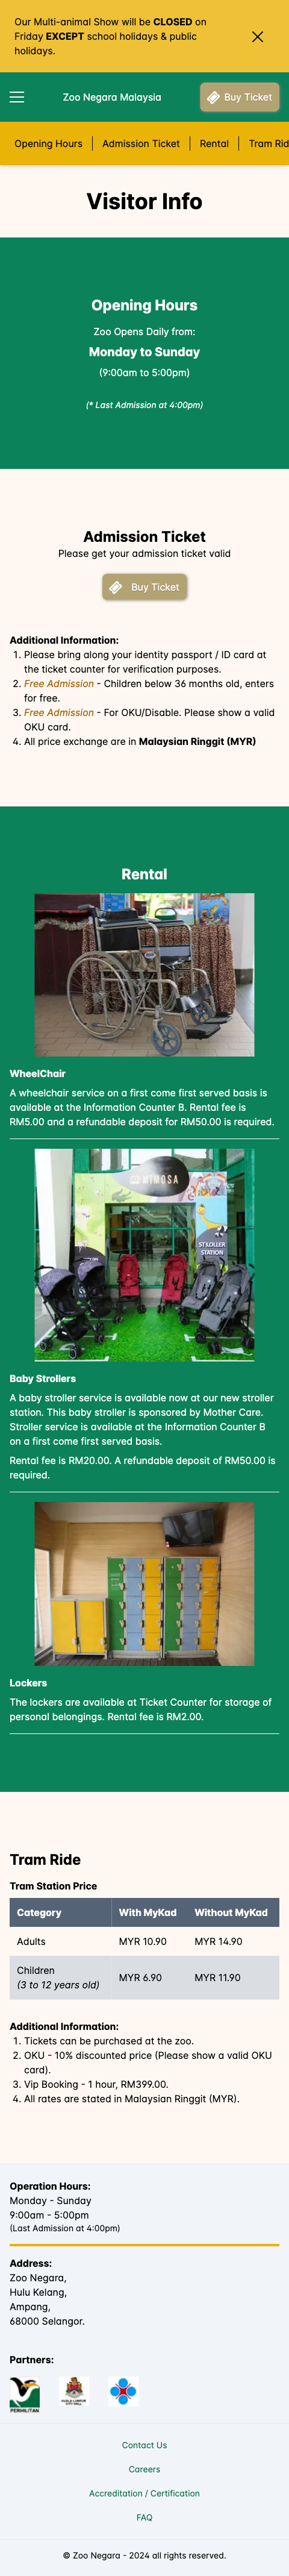 Our Multi-animal Show will be CLOSED on
Friday EXCEPT school holidays & public
holidays.
Zoo Negara Malaysia
Buy Ticket
Opening Hours
Admission Ticket
Rental
Tram Rid
Visitor Info
Opening Hours
Zoo Opens Daily from:
Monday to Sunday
(9:00am to 5:00pm)
(* Last Admission at 4:00pm)
Admission Ticket
Please get your admission ticket valid
Buy Ticket
Additional Information:
1. Please bring along your identity passport / ID card at
the ticket counter for verification purposes.
2. Free Admission - Children below 36 months old, enters
for free.
3. Free Admission - For OKU/Disable. Please show a valid
OKU card.
4. All price exchange are in Malaysian Ringgit (MYR)
Rental
WheelChair
A wheelchair service on a first come first served basis is
available at the Information Counter B. Rental fee is
RM5.00 and a refundable deposit for RM50.00 is required.
MIMOSA
STROLLER
STATION
Baby Strollers
A baby stroller service is available now at our new stroller
station. This baby stroller is sponsored by Mother Care.
Stroller service is available at the Information Counter B
on a first come first served basis.
Rental fee is RM20.00. A refundable deposit of RM50.00 is
required.
Lockers
The lockers are available at Ticket Counter for storage of
personal belongings. Rental fee is RM2.00.
Tram Ride
Tram Station Price
Category With MyKad Without MyKad
Adults MYR 10.90 MYR 14.90
Children
(3 to 12 years old) MYR 6.90 MYR 11.90
Additional Information:
1. Tickets can be purchased at the zoo.
2. OKU - 10% discounted price (Please show a valid OKU
card).
3. Vip Booking - 1 hour, RM399.00.
4. All rates are stated in Malaysian Ringgit (MYR).
Operation Hours:
Monday - Sunday
9:00am - 5:00pm
(Last Admission at 4:00pm)
Address:
Zoo Negara,
Hulu Kelang,
Ampang,
68000 Selangor.
Partners:
PERHILITAN
KUALA LUMPUR
CITY HALL
Contact Us
Careers
Accreditation / Certification
FAQ
© Zoo Negara - 2024 all rights reserved.